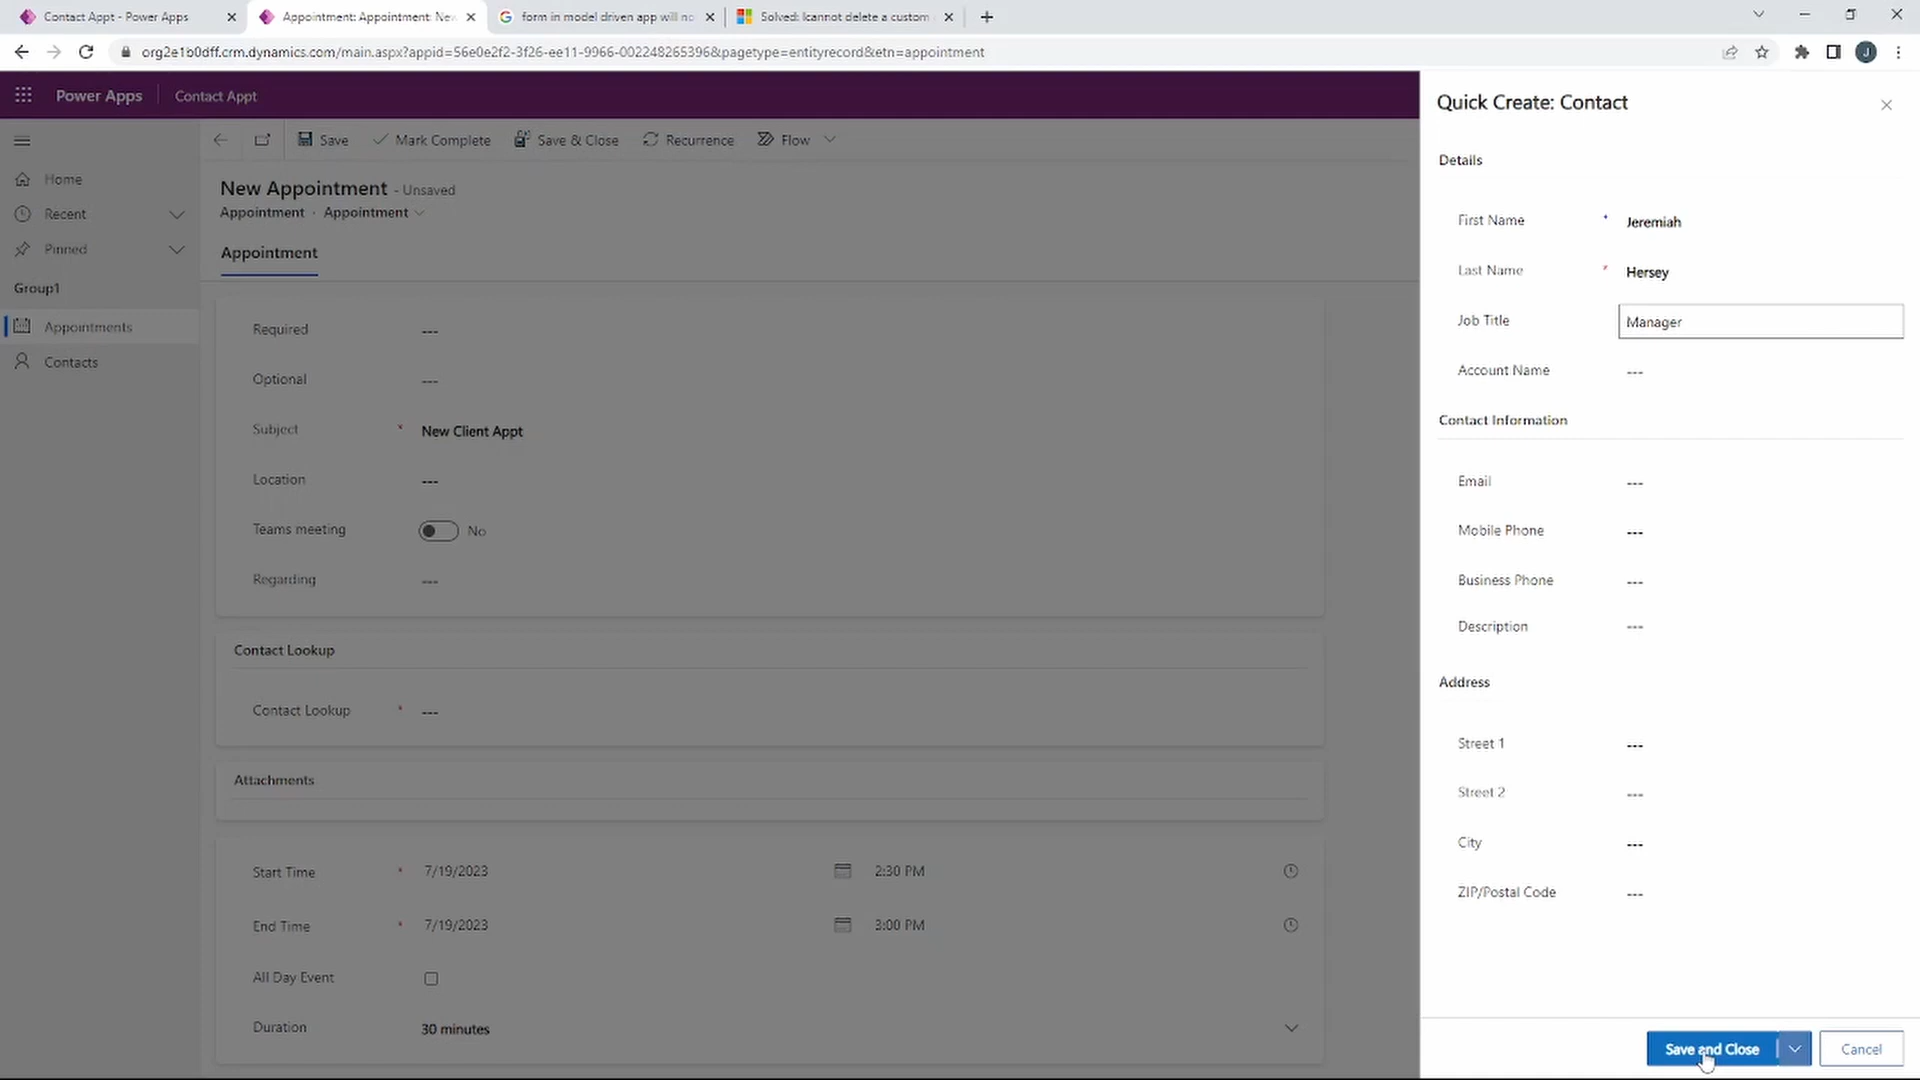 Contact Appt - Power Apps
Appointment: Appointment: New
form in model driven app will no
Solved: Icannot delete a custom
org2e1b0dff.crm.dynamics.com/main.aspx?appid=56e0e2f2-3f26-ee11-9966-002248265396&pagetype=entityrecord&etn=appointment
J
Power Apps
Contact Appt
Save
Mark Complete
Save & Close
Recurrence
Flow
Home
Recent
Pinned
Group1
Appointments
Contacts
New Appointment - Unsaved
Appointment · Appointment
Appointment
Required ---
Optional ---
Subject * New Client Appt
Location ---
Teams meeting No
Regarding ---
Contact Lookup
Contact Lookup * ---
Attachments
Start Time * 7/19/2023 2:30 PM
End Time * 7/19/2023 3:00 PM
All Day Event
Duration 30 minutes
Quick Create: Contact
Details
First Name * Jeremiah
Last Name * Hersey
Job Title Manager
Account Name ---
Contact Information
Email ---
Mobile Phone ---
Business Phone ---
Description ---
Address
Street 1 ---
Street 2 ---
City ---
ZIP/Postal Code ---
Save and Close
Cancel